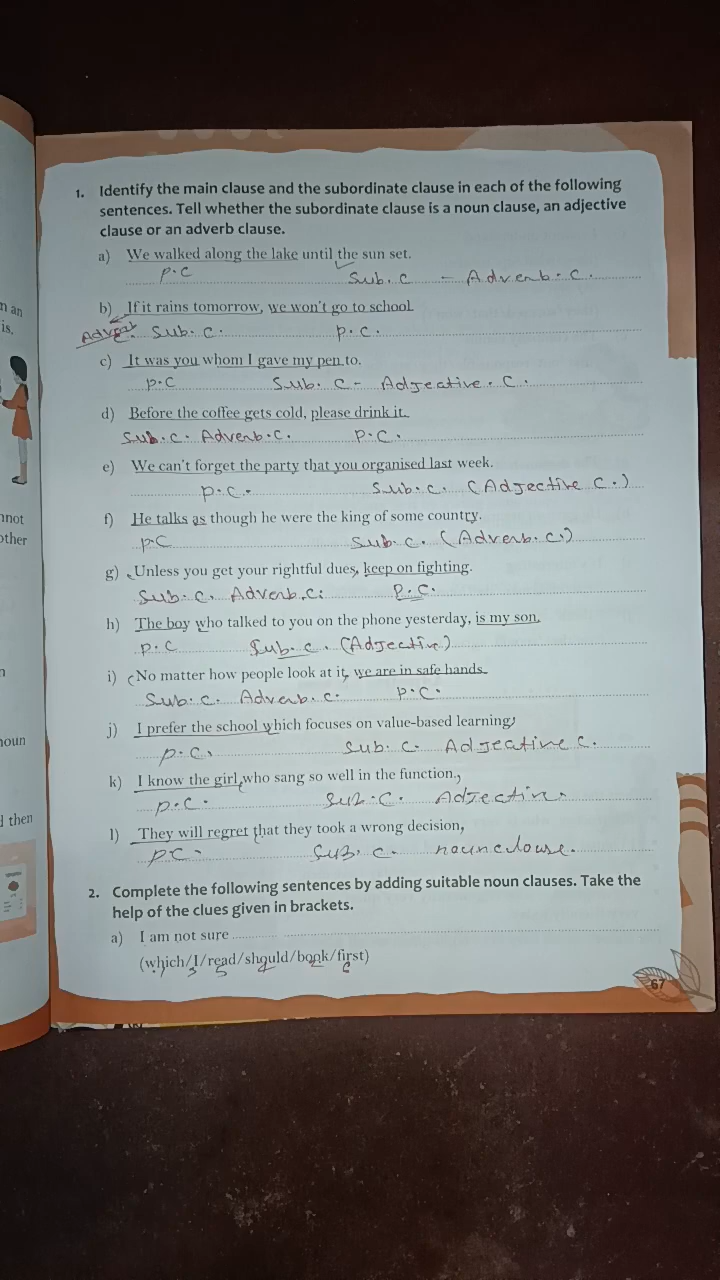 1. Identify the main clause and the subordinate clause in each of the following
sentences. Tell whether the subordinate clause is a noun clause, an adjective
clause or an adverb clause.
a) We walked along the lake until the sun set.
P.C Sub. C - Adverb. C.
b) If it rains tomorrow, we won't go to school
Adverb C. Sub. C. P.C.
c) It was you whom I gave my pen to.
P.C Sub. C - Adjeative. C.
d) Before the coffee gets cold, please drink it.
Sub. C. Adverb. C. P.C.
e) We can't forget the party that you organised last week.
P.C. Sub. C. (Adjective C.)
f) He talks as though he were the king of some country.
P.C Sub. C. (Adverb. C.)
g) Unless you get your rightful dues, keep on fighting.
Sub. C. Adverb. C. P.C.
h) The boy who talked to you on the phone yesterday, is my son.
P.C Sub. C. (Adjective)
i) No matter how people look at it, we are in safe hands.
Sub. C. Adverb. C. P.C.
j) I prefer the school which focuses on value-based learning,
P.C. Sub. C. Adjeative C.
k) I know the girl, who sang so well in the function.,
P.C. Sub. C. Adjective.
l) They will regret that they took a wrong decision,
P.C. Sub. C. noun clouse.
2. Complete the following sentences by adding suitable noun clauses. Take the
help of the clues given in brackets.
a) I am not sure
(which/I/read/should/book/first)
67
n an
is.
nnot
other
n
noun
d then